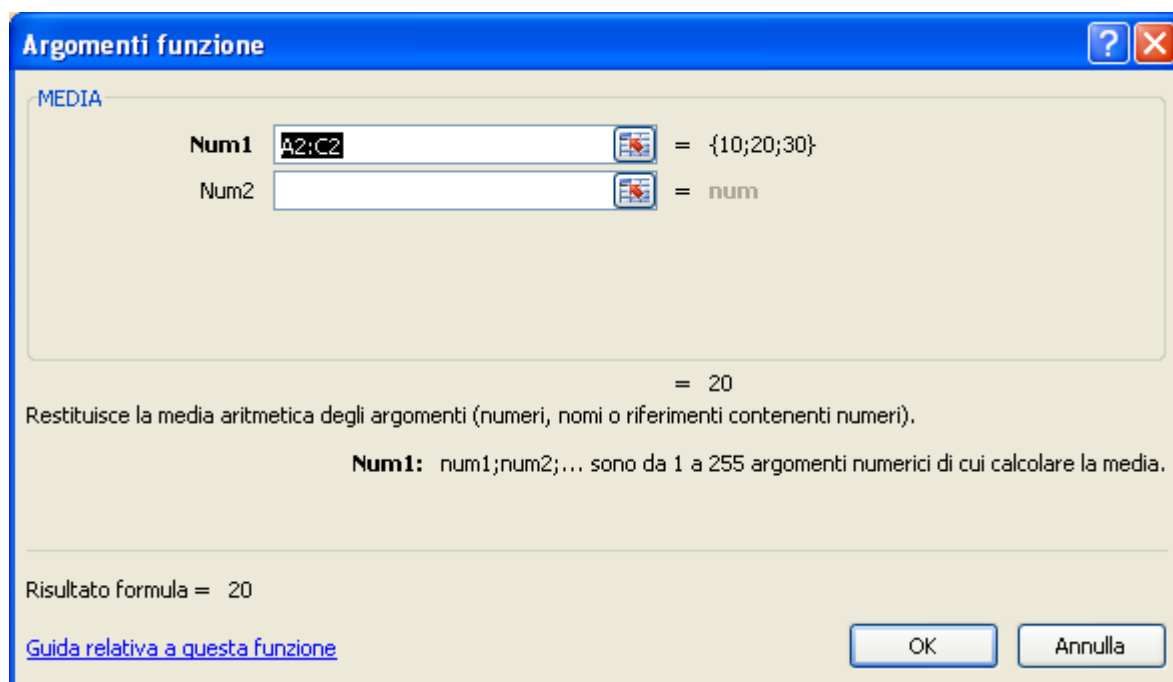 Argomenti funzione
MEDIA
Num1 A2:C2 = {10;20;30}
Num2 = num
= 20
Restituisce la media aritmetica degli argomenti (numeri, nomi o riferimenti contenenti numeri).
Num1: num1;num2;... sono da 1 a 255 argomenti numerici di cui calcolare la media.
Risultato formula = 20
Guida relativa a questa funzione
OK Annulla